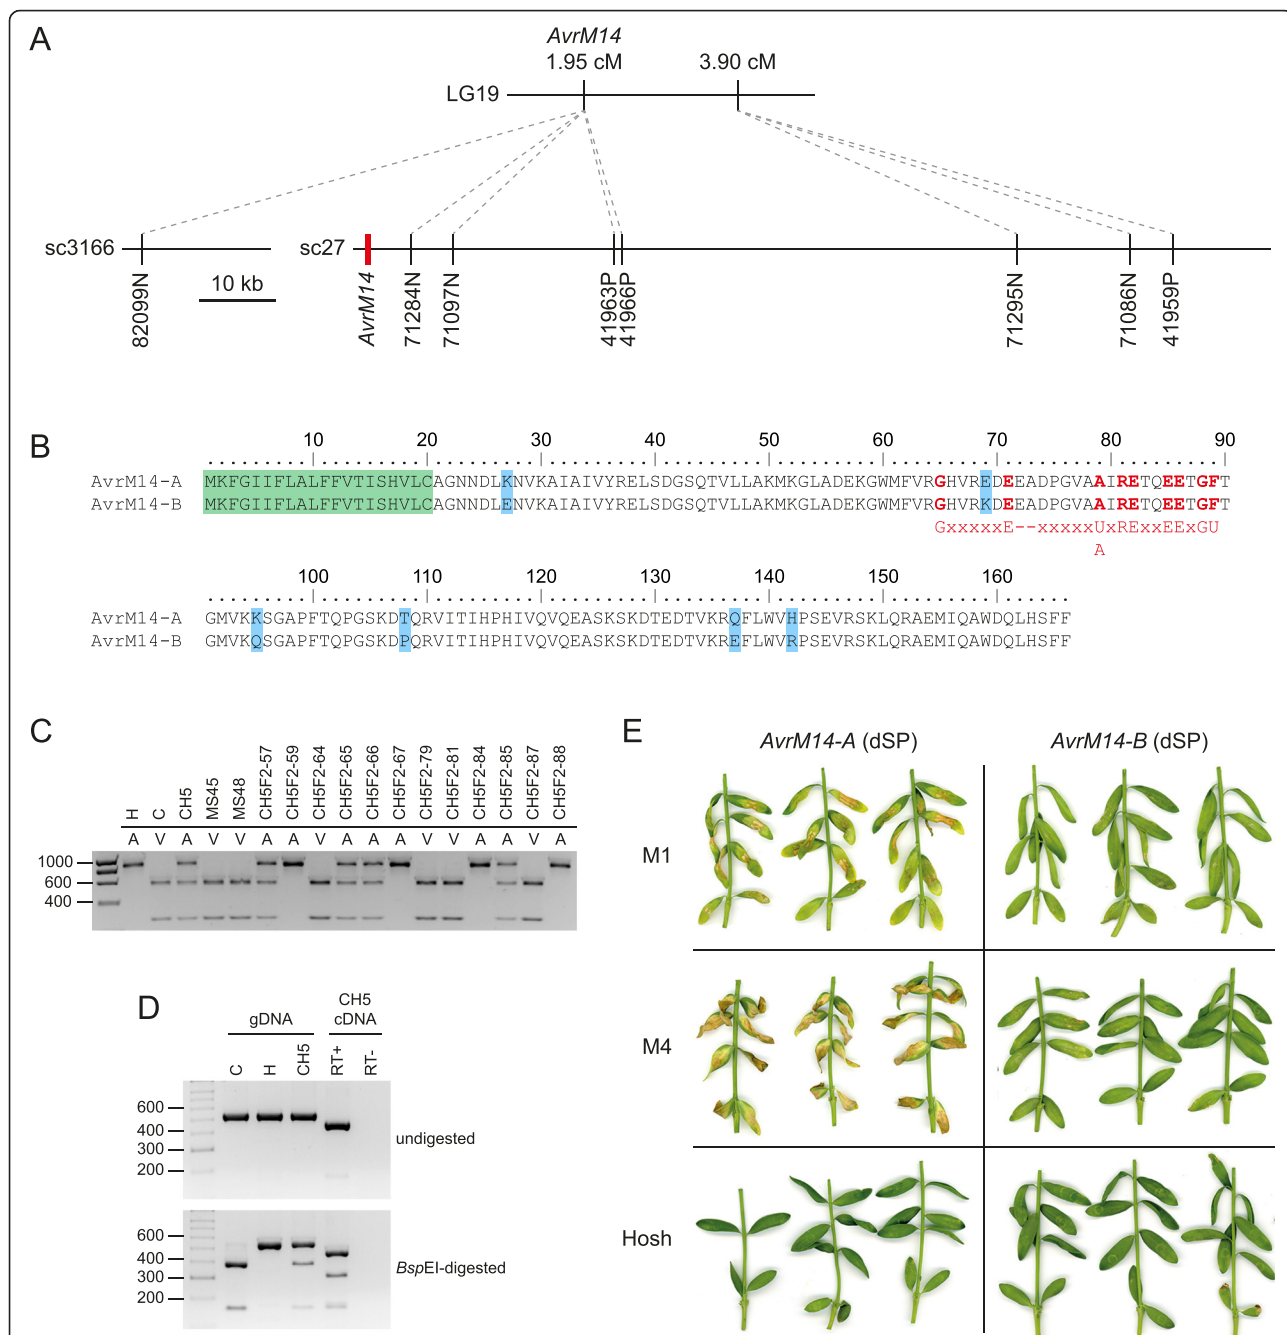 A
AvrM14
1.95 cM
3.90 cM
LG19
sc3166
sc27
10 kb
82099N
AvrM14
71284N
71097N
41963P
41966P
71295N
71086N
41959P
B
10 20 30 40 50 60 70 80 90
AvrM14-A MKFGIIFLALFFVTISHVLCAGNNDLKNVKAIAIVYRELSDGSQTVLLAKMKGLADEKGWMFVRGHVREDEEADPGVAAAIRETQEETGFT
AvrM14-B MKFGIIFLALFFVTISHVLCAGNNDLENVKAIAIVYRELSDGSQTVLLAKMKGLADEKGWMFVRGHVRKDEEADPGVAAAIRETQEETGFT
GxxxxxE--xxxxxUxRExxEExGU
A
100 110 120 130 140 150 160
AvrM14-A GMVKKSGAPFTQPGSKDTQRVITIHPHIVQVQEASKSKDTEDTVKRQFLWVHPSEVRSKLQRAEMIQAWDQLHSFF
AvrM14-B GMVKQSGAPFTQPGSKDPQRVITIHPHIVQVQEASKSKDTEDTVKREFLWVRPSEVRSKLQRAEMIQAWDQLHSFF
C
H C CH5 MS45 MS48 CH5F2-57 CH5F2-59 CH5F2-64 CH5F2-65 CH5F2-66 CH5F2-67 CH5F2-79 CH5F2-81 CH5F2-84 CH5F2-85 CH5F2-87 CH5F2-88
A V A V V A A V A A A V V A A V A
1000
600
400
D
gDNA
CH5
cDNA
C H CH5 RT+ RT-
600
400
300
200
undigested
600
400
300
200
BspEI-digested
E
AvrM14-A (dSP)
AvrM14-B (dSP)
M1
M4
Hosh